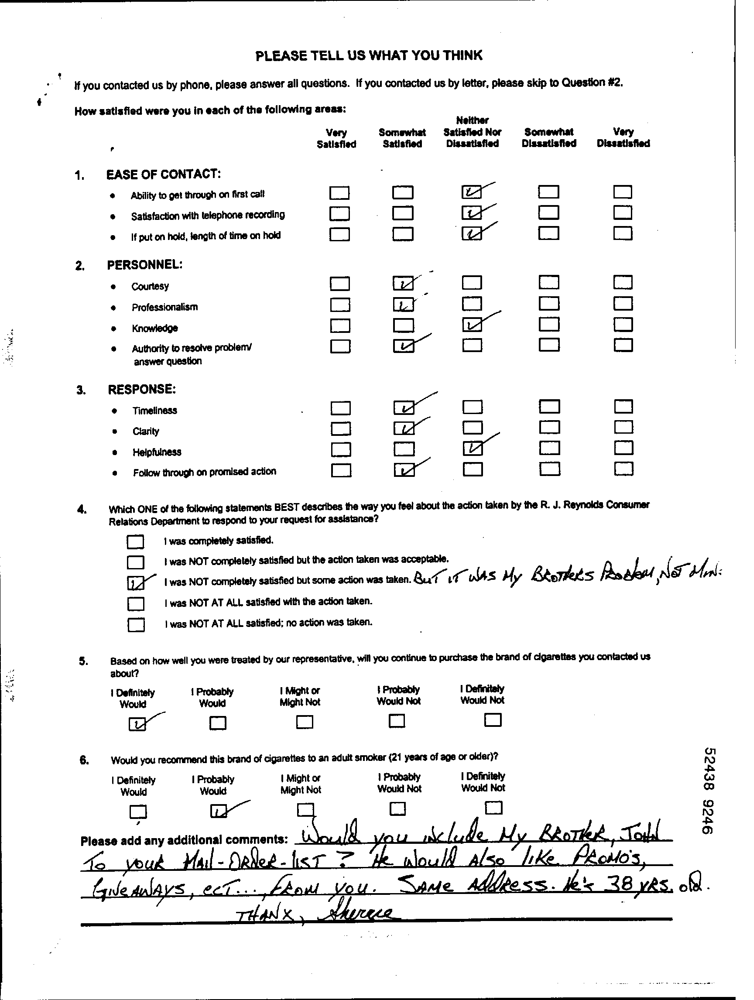 PLEASE TELL US WHAT YOU THINK
If you contacted us by phone, please answer all questions. If you contacted us by letter, please skip to Question #2.
How satisfied were you in each of the following areas:
Very Satisfied
Somewhat Satisfied
Neither Satisfied Nor Dissatisfied
Somewhat Dissatisfied
Very Dissatisfied
1. EASE OF CONTACT:
• Ability to get through on first call
• Satisfaction with telephone recording
• If put on hold, length of time on hold
2. PERSONNEL:
• Courtesy
• Professionalism
• Knowledge
• Authority to resolve problem/
answer question
3. RESPONSE:
• Timeliness
• Clarity
• Helpfulness
• Follow through on promised action
4. Which ONE of the following statements BEST describes the way you feel about the action taken by the R. J. Reynolds Consumer
Relations Department to respond to your request for assistance?
I was completely satisfied.
I was NOT completely satisfied but the action taken was acceptable.
I was NOT completely satisfied but some action was taken. BUT IT WAS MY BROTHERS PROBLEM, NOT
I was NOT AT ALL satisfied with the action taken.
I was NOT AT ALL satisfied; no action was taken.
5. Based on how well you were treated by our representative, will you continue to purchase the brand of cigarettes you contacted us
about?
I Definitely Would
I Probably Would
I Might or Might Not
I Probably Would Not
I Definitely Would Not
6. Would you recommend this brand of cigarettes to an adult smoker (21 years of age or older)?
I Definitely Would
I Probably Would
I Might or Might Not
I Probably Would Not
I Definitely Would Not
Please add any additional comments: Would you include My BROTHER, JOHN
To your MAIL-ORDER-LIST? He would Also like PROMO'S,
GIVEAWAYS, ECT..., FROM you. SAME ADDRESS. He's 38 YRS. old.
THANX,
52438 9246